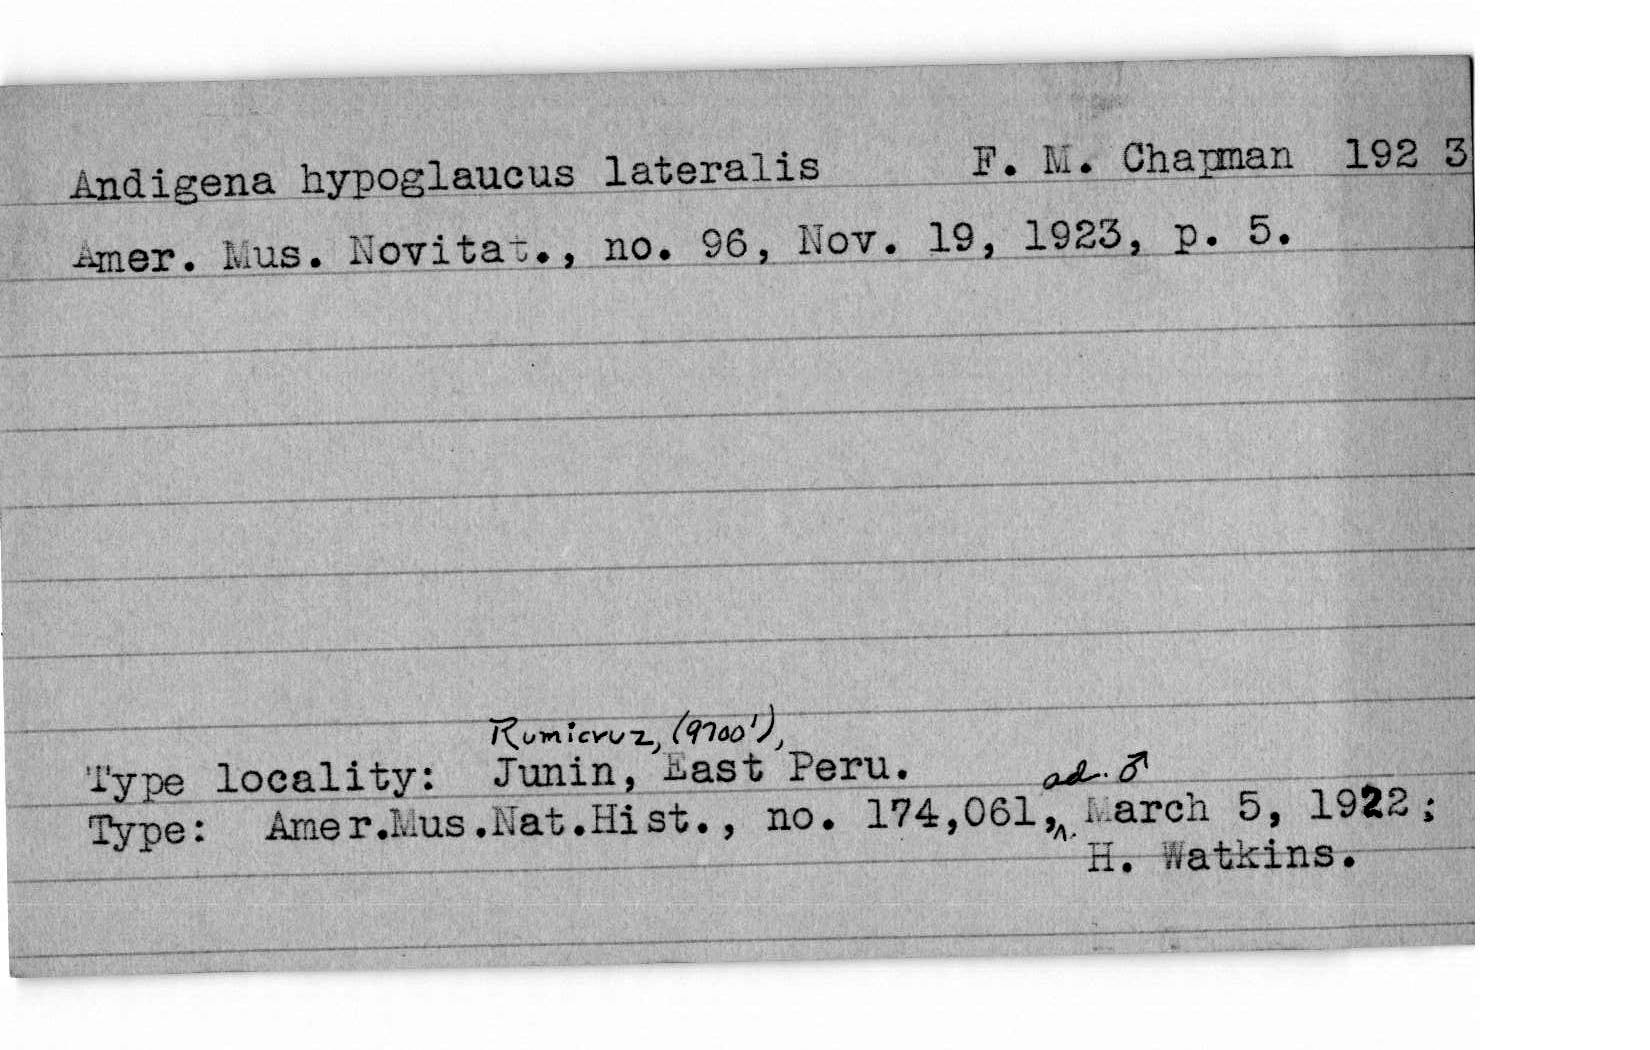 Andigena hypoglaucus lateralis F. M. Chapman 192 3
Amer. Mus. Novitat., no. 96, Nov. 19, 1923, p. 5.
Rumicruz, (9700'),
Type locality: Junin, East Peru.
ad. ♂
Type: Amer.Mus.Nat.Hist., no. 174,061,^ March 5, 1922;
H. Watkins.